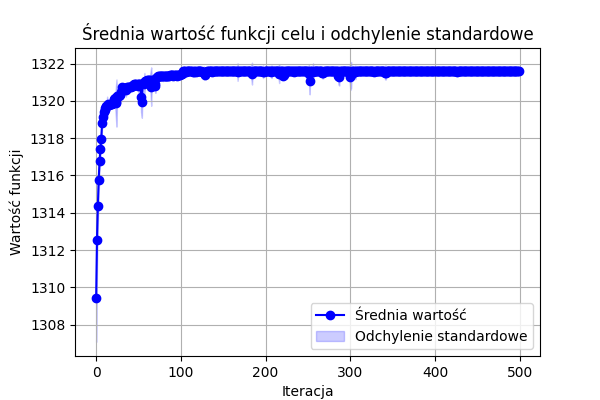 Średnia wartość funkcji celu i odchylenie standardowe
1322
1320
1318
1316
1314
1312
1310
1308
Wartość funkcji
Średnia wartość
Odchylenie standardowe
0 100 200 300 400 500
Iteracja